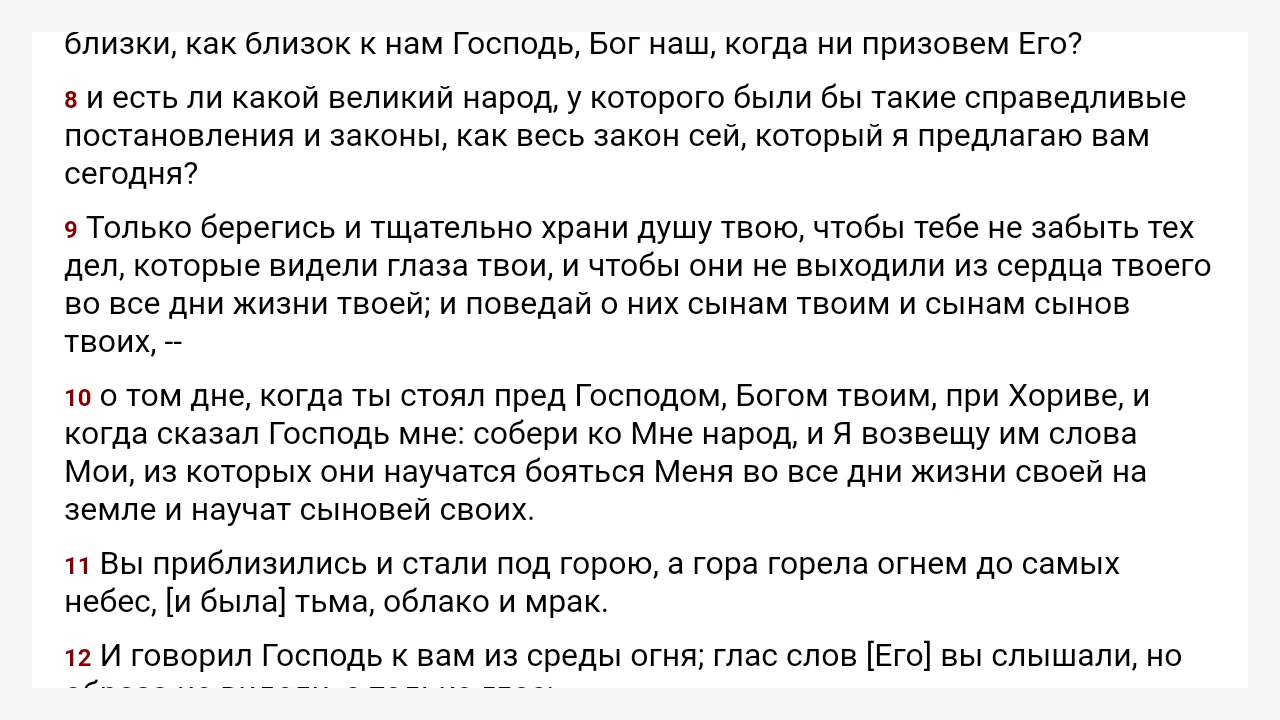 близки, как близок к нам Господь, Бог наш, когда ни призовем Его?
8 и есть ли какой великий народ, у которого были бы такие справедливые
постановления и законы, как весь закон сей, который я предлагаю вам
сегодня?
9 Только берегись и тщательно храни душу твою, чтобы тебе не забыть тех
дел, которые видели глаза твои, и чтобы они не выходили из сердца твоего
во все дни жизни твоей; и поведай о них сынам твоим и сынам сынов
твоих, --
10 о том дне, когда ты стоял пред Господом, Богом твоим, при Хориве, и
когда сказал Господь мне: собери ко Мне народ, и Я возвещу им слова
Мои, из которых они научатся бояться Меня во все дни жизни своей на
земле и научат сыновей своих.
11 Вы приблизились и стали под горою, а гора горела огнем до самых
небес, [и была] тьма, облако и мрак.
12 И говорил Господь к вам из среды огня; глас слов [Его] вы слышали, но